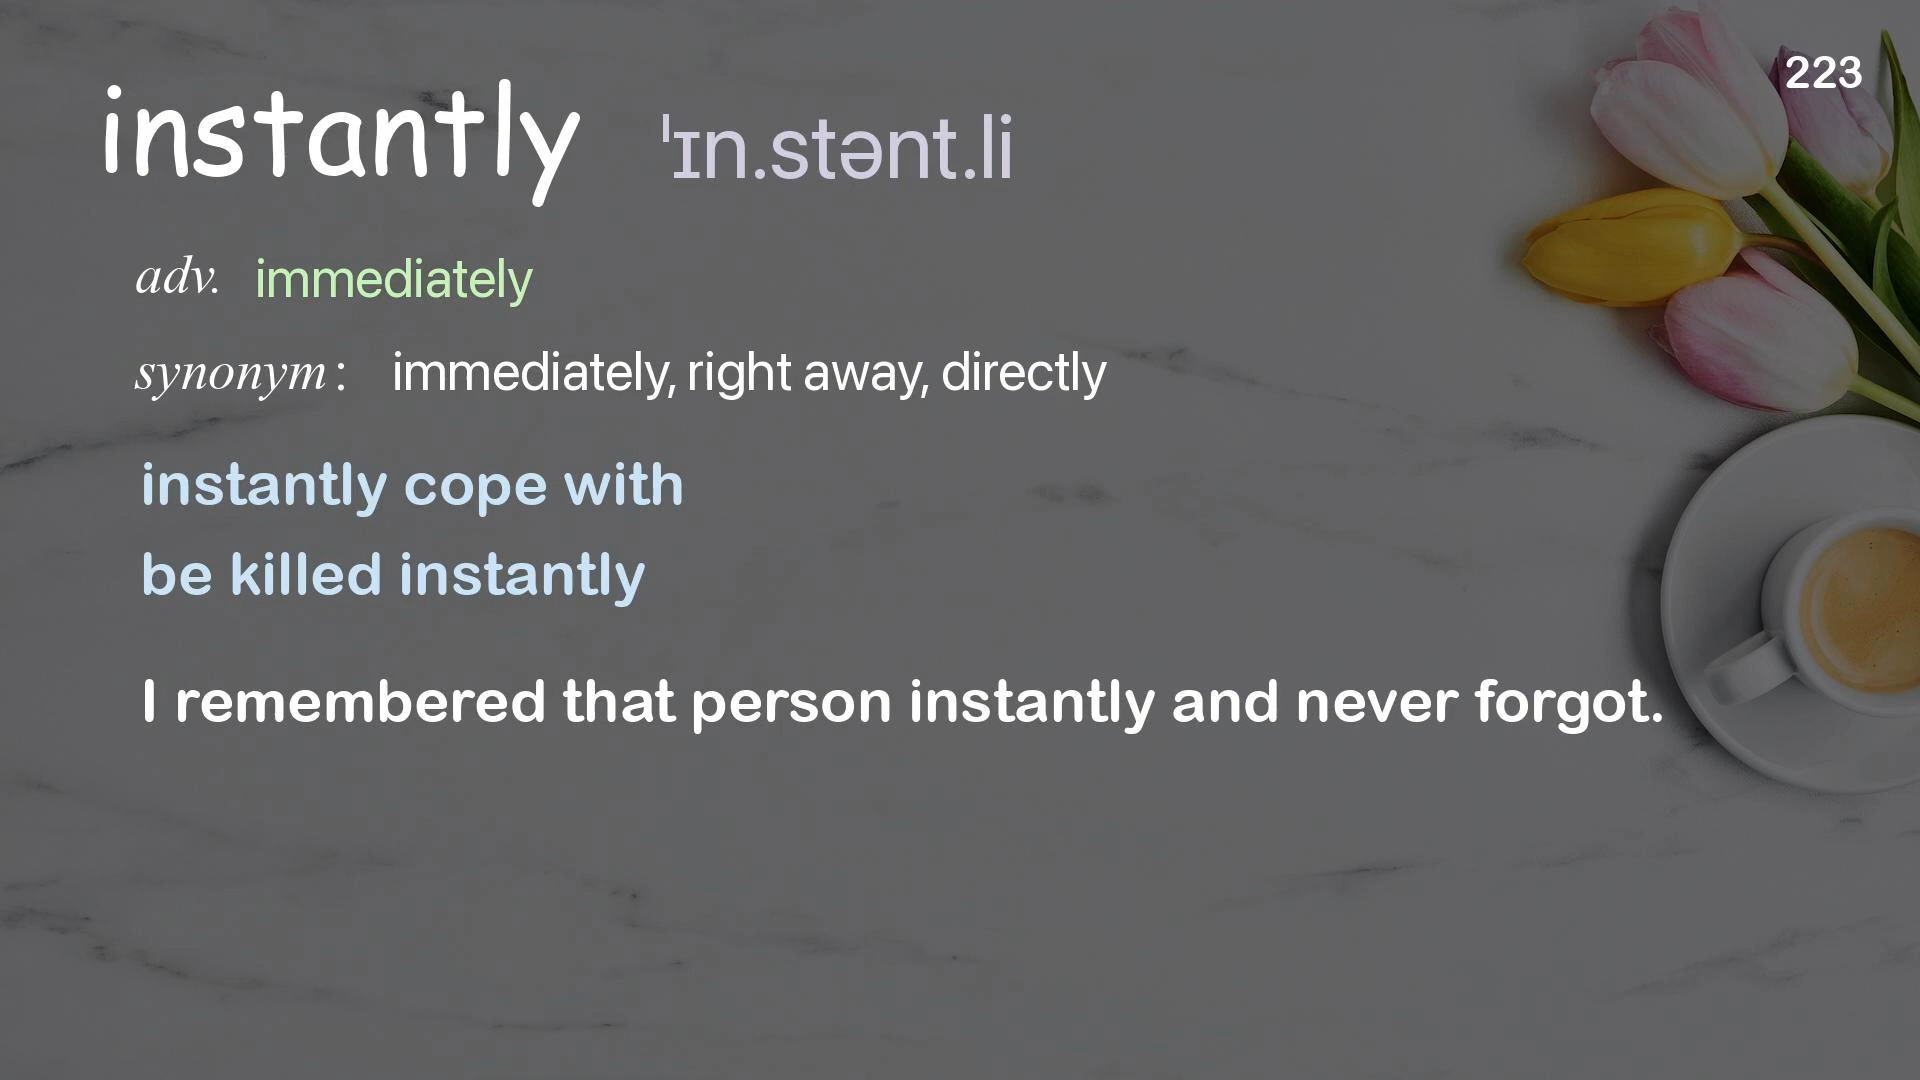 223
instantly ˈɪn.stənt.li
adv. immediately
synonym : immediately, right away, directly
instantly cope with
be killed instantly
I remembered that person instantly and never forgot.